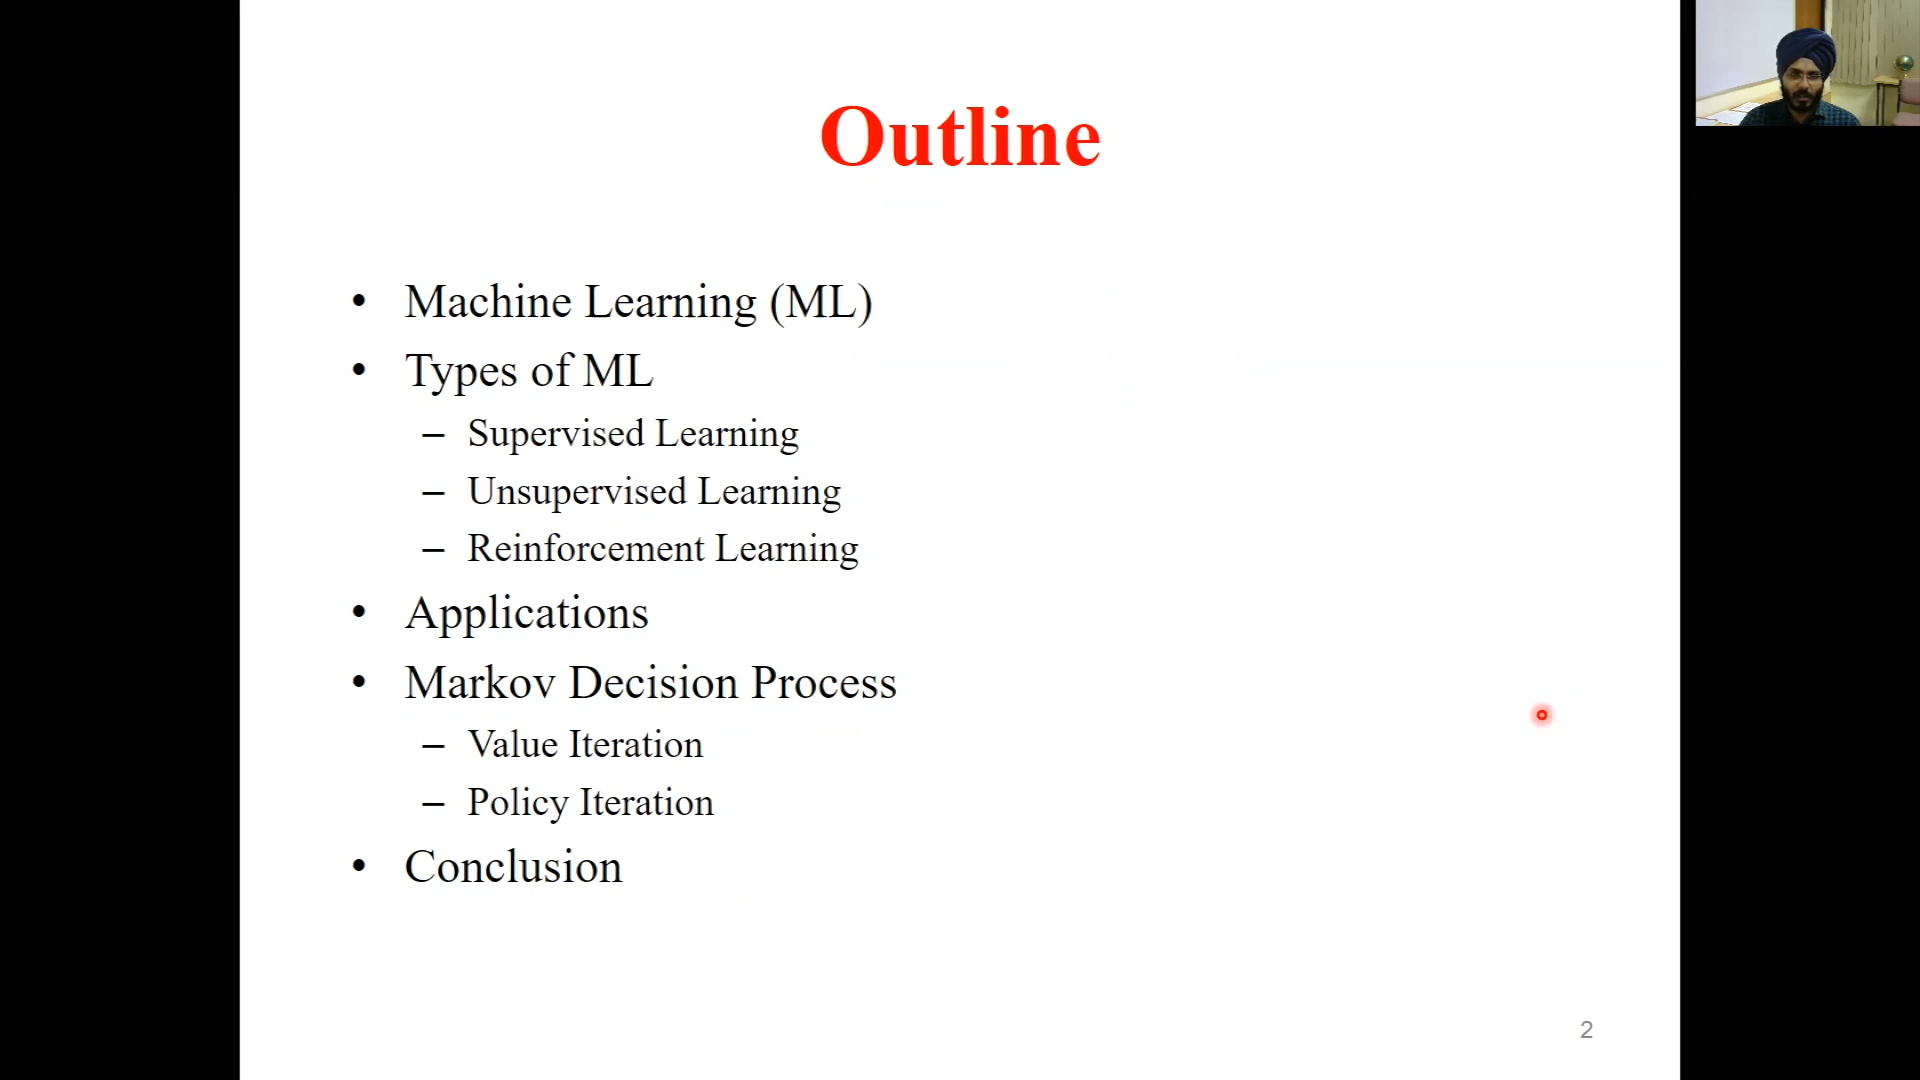 Outline
• Machine Learning (ML)
• Types of ML
– Supervised Learning
– Unsupervised Learning
– Reinforcement Learning
• Applications
• Markov Decision Process
– Value Iteration
– Policy Iteration
• Conclusion
2